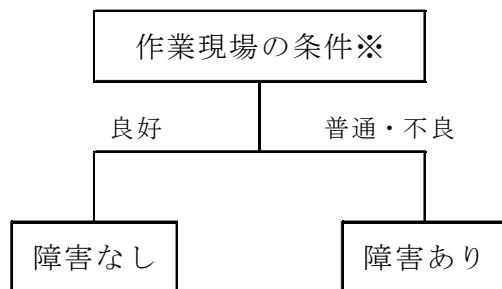 作業現場の条件※
良好
普通・不良
障害なし
障害あり